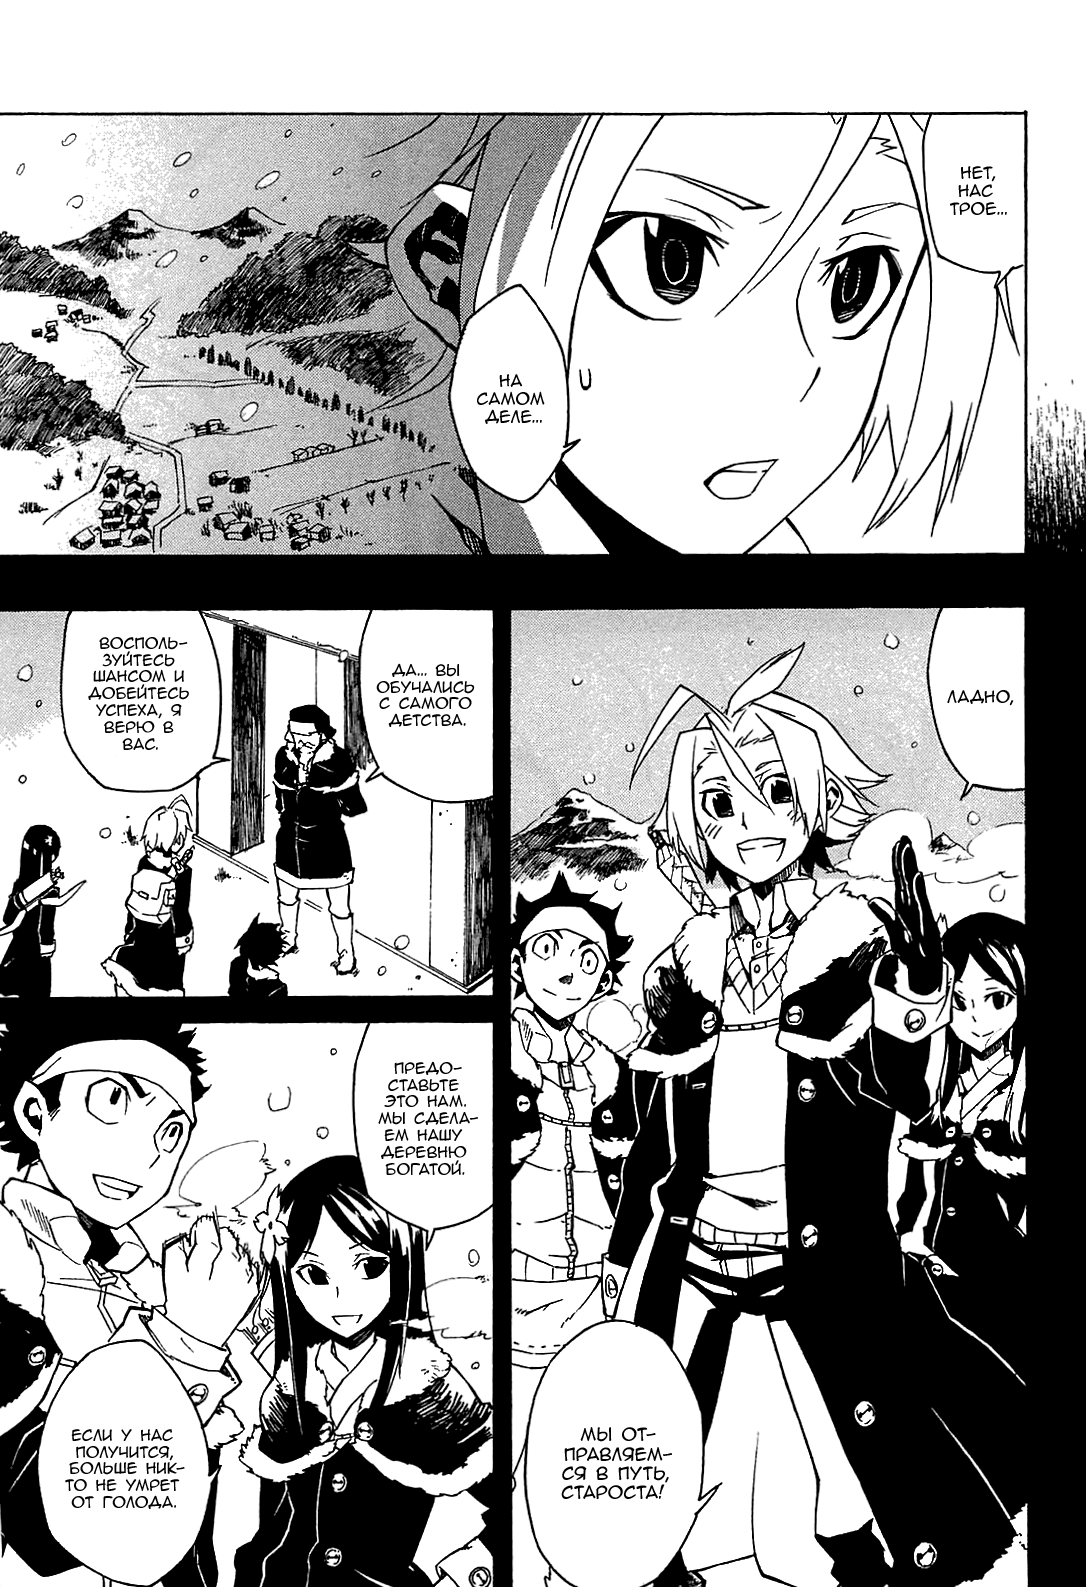 НЕТ,
НАС
ТРОЕ...
НА
САМОМ
ДЕЛЕ...
ЛАДНО,
МЫ ОТ-
ПРАВЛЯЕМ-
СЯ В ПУТЬ,
СТАРОСТА!
ДА... ВЫ
ОБУЧАЛИСЬ
С САМОГО
ДЕТСТВА.
ВОСПОЛЬ-
ЗУЙТЕСЬ
ШАНСОМ И
ДОБЕЙТЕСЬ
УСПЕХА, Я
ВЕРЮ В
ВАС.
ПРЕДО-
СТАВЬТЕ
ЭТО НАМ.
МЫ СДЕЛА-
ЕМ НАШУ
ДЕРЕВНЮ
БОГАТОЙ.
ЕСЛИ У НАС
ПОЛУЧИТСЯ,
БОЛЬШЕ НИК-
ТО НЕ УМРЕТ
ОТ ГОЛОДА.